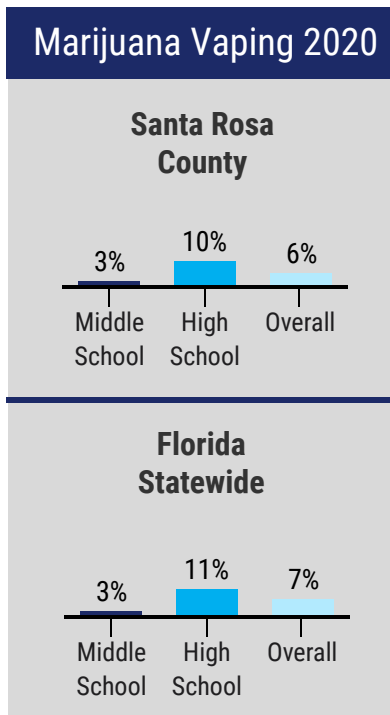 Marijuana Vaping 2020
Santa Rosa
County
3%
10%
6%
Middle
School
High
School
Overall
Florida
Statewide
3%
11%
7%
Middle
School
High
School
Overall